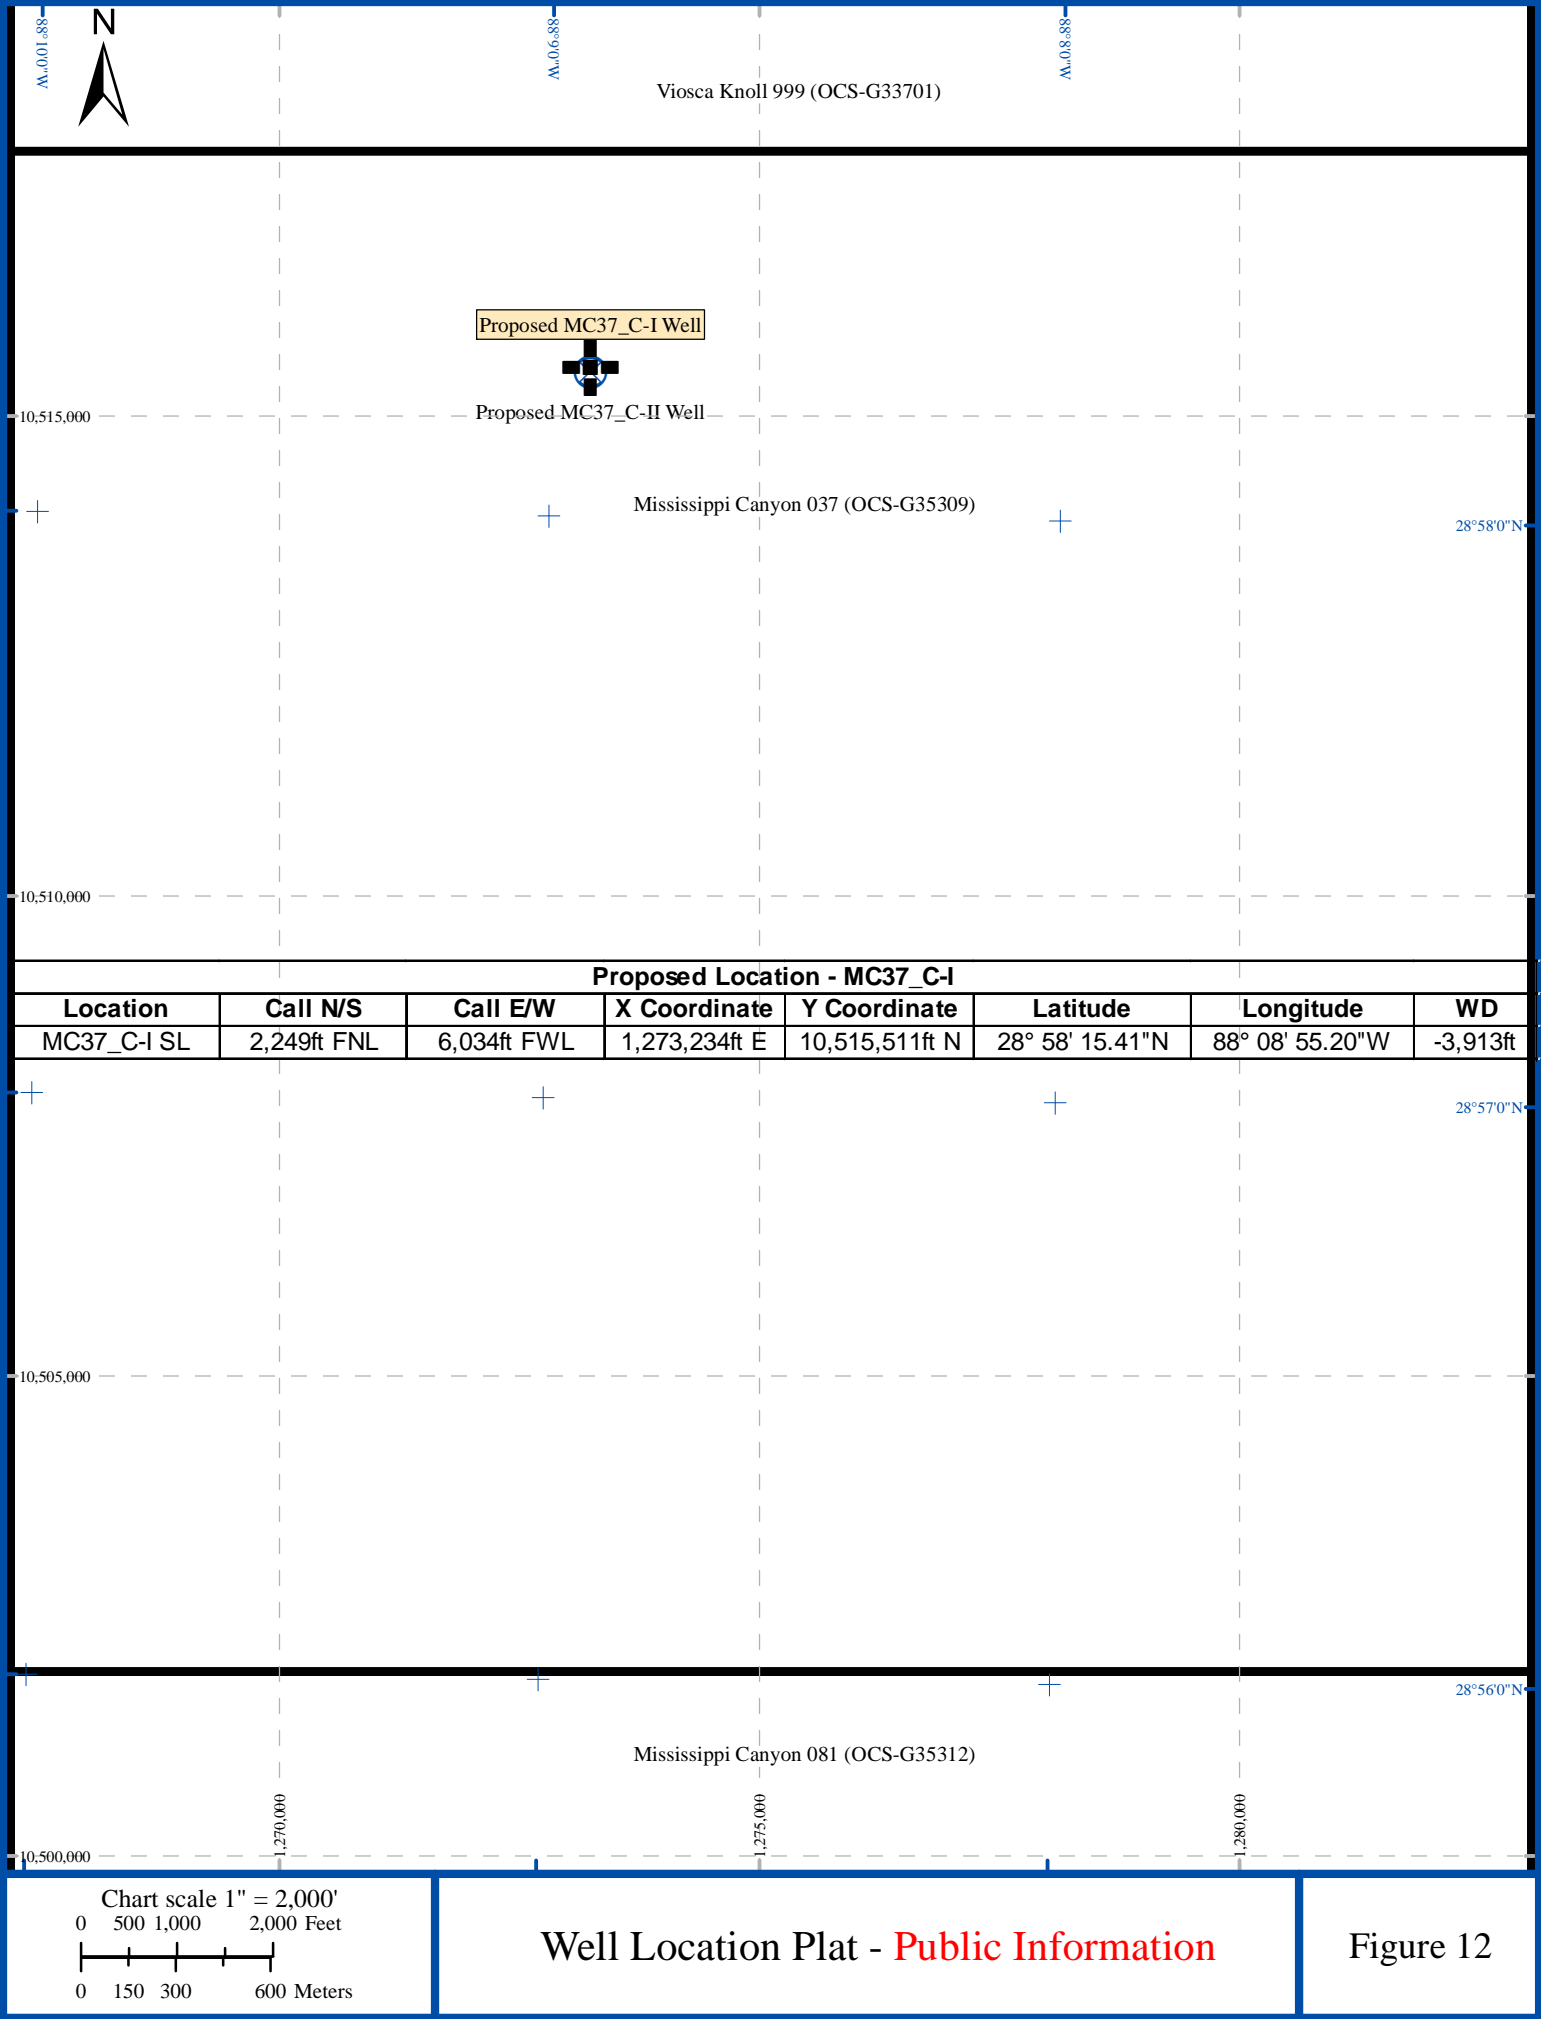 88°10'0"W
88°9'0"W
88°8'0"W
N
Viosca Knoll 999 (OCS-G33701)
Proposed MC37_C-I Well
Proposed MC37_C-II Well
10,515,000
Mississippi Canyon 037 (OCS-G35309)
28°58'0"N
10,510,000
Proposed Location - MC37_C-I
Location Call N/S Call E/W X Coordinate Y Coordinate Latitude Longitude WD
MC37_C-I SL 2,249ft FNL 6,034ft FWL 1,273,234ft E 10,515,511ft N 28° 58' 15.41"N 88° 08' 55.20"W -3,913ft
28°57'0"N
10,505,000
28°56'0"N
Mississippi Canyon 081 (OCS-G35312)
1,270,000
1,275,000
1,280,000
10,500,000
Chart scale 1" = 2,000'
0 500 1,000 2,000 Feet
0 150 300 600 Meters
Well Location Plat - Public Information
Figure 12